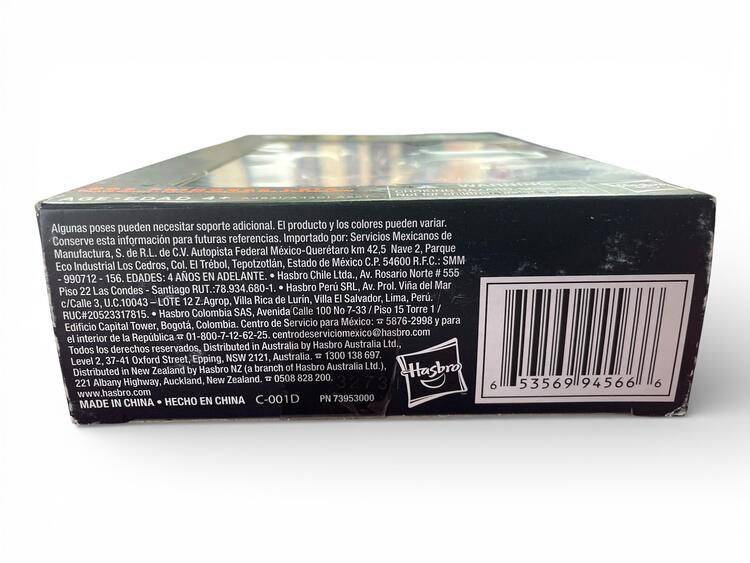 AGE/EDAD 4+
WARNING
Algunas poses pueden necesitar soporte adicional. El producto y los colores pueden variar.
Conserve esta información para futuras referencias. Importado por: Servicios Mexicanos de
Manufactura, S. de R.L. de C.V. Autopista Federal México-Querétaro km 42,5 Nave 2, Parque
Eco Industrial Los Cedros, Col. El Trébol, Tepotzotlán, Estado de México C.P. 54600 R.F.C.: SMM
- 990712 - 156. EDADES: 4 AÑOS EN ADELANTE. • Hasbro Chile Ltda., Av. Rosario Norte # 555
Piso 22 Las Condes - Santiago RUT.:78.934.680-1. • Hasbro Perú SRL, Av. Prol. Viña del Mar
c/Calle 3, U.C.10043 – LOTE 12 Z.Agrop, Villa Rica de Lurín, Villa El Salvador, Lima, Perú.
RUC#20523317815. • Hasbro Colombia SAS, Avenida Calle 100 No 7-33 / Piso 15 Torre 1 /
Edificio Capital Tower, Bogotá, Colombia. Centro de Servicio para México: ☎ 5876-2998 y para
el interior de la República ☎ 01-800-7-12-62-25. centrodeserviciomexico@hasbro.com
Todos los derechos reservados. Distributed in Australia by Hasbro Australia Ltd.,
Level 2, 37-41 Oxford Street, Epping, NSW 2121, Australia. ☎ 1300 138 697.
Distributed in New Zealand by Hasbro NZ (a branch of Hasbro Australia Ltd.),
221 Albany Highway, Auckland, New Zealand. ☎ 0508 828 200.
www.hasbro.com
MADE IN CHINA • HECHO EN CHINA C-001D PN 73953000
3273
Hasbro
6 53569 94566 6